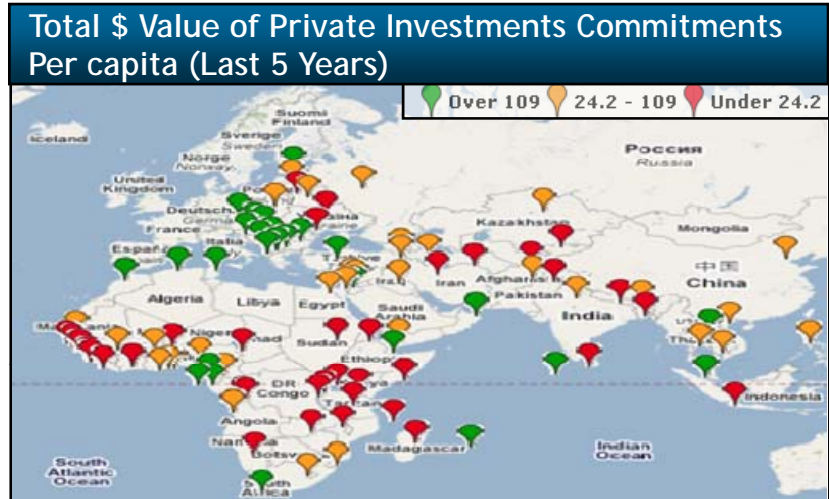 Total $ Value of Private Investments Commitments
Per capita (Last 5 Years)
Over 109 24.2 - 109 Under 24.2
Suomi
Finland
Iceland
Sverige
Sweden
Россия
Russia
Norge
Norway
United
Kingdom
Deutsch
Kazakhstan
Mongolia
France
España
Italia
Italy
中国
China
Iraq
Iran
Afghanis
Pakistan
Algeria
Libya
Egypt
Saudi
Arabia
India
Sudan
Ethiop
DR
Congo
Indonesia
Angola
Madagascar
Indian
Ocean
South
Atlantic
Ocean